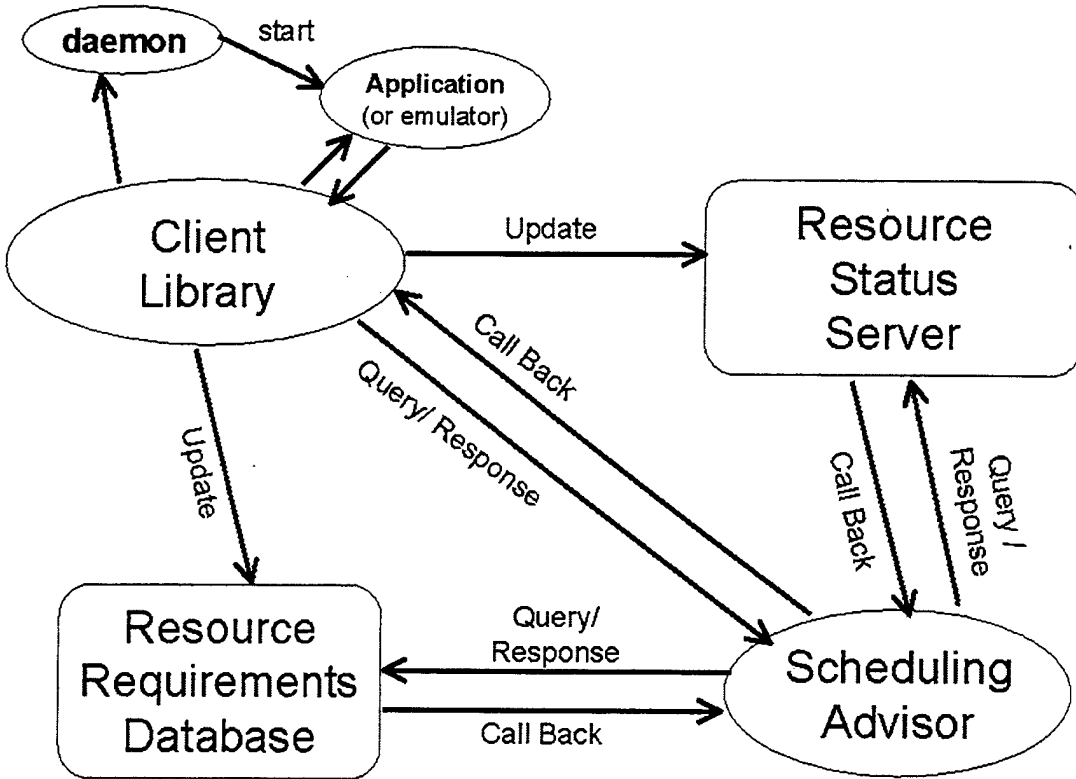 daemon
start
Application
(or emulator)
Client
Library
Update
Resource
Status
Server
Call Back
Query/ Response
Update
Call Back
Query /
Response
Resource
Requirements
Database
Query/
Response
Call Back
Scheduling
Advisor